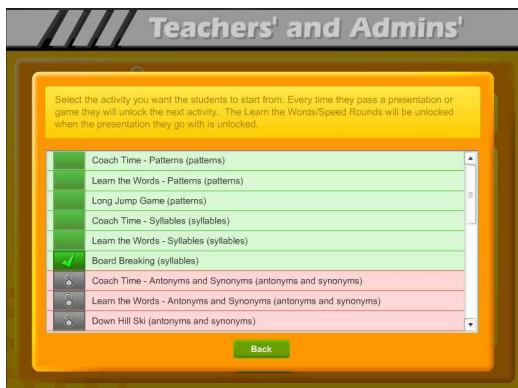 Teachers' and Admins'
Select the activity you want the students to start from. Every time they pass a presentation or
game they will unlock the next activity. The Learn the Words/Speed Rounds will be unlocked
when the presentation they go with is unlocked.
Coach Time - Patterns (patterns)
Learn the Words - Patterns (patterns)
Long Jump Game (patterns)
Coach Time - Syllables (syllables)
Learn the Words - Syllables (syllables)
Board Breaking (syllables)
Coach Time - Antonyms and Synonyms (antonyms and synonyms)
Learn the Words - Antonyms and Synonyms (antonyms and synonyms)
Down Hill Ski (antonyms and synonyms)
Back